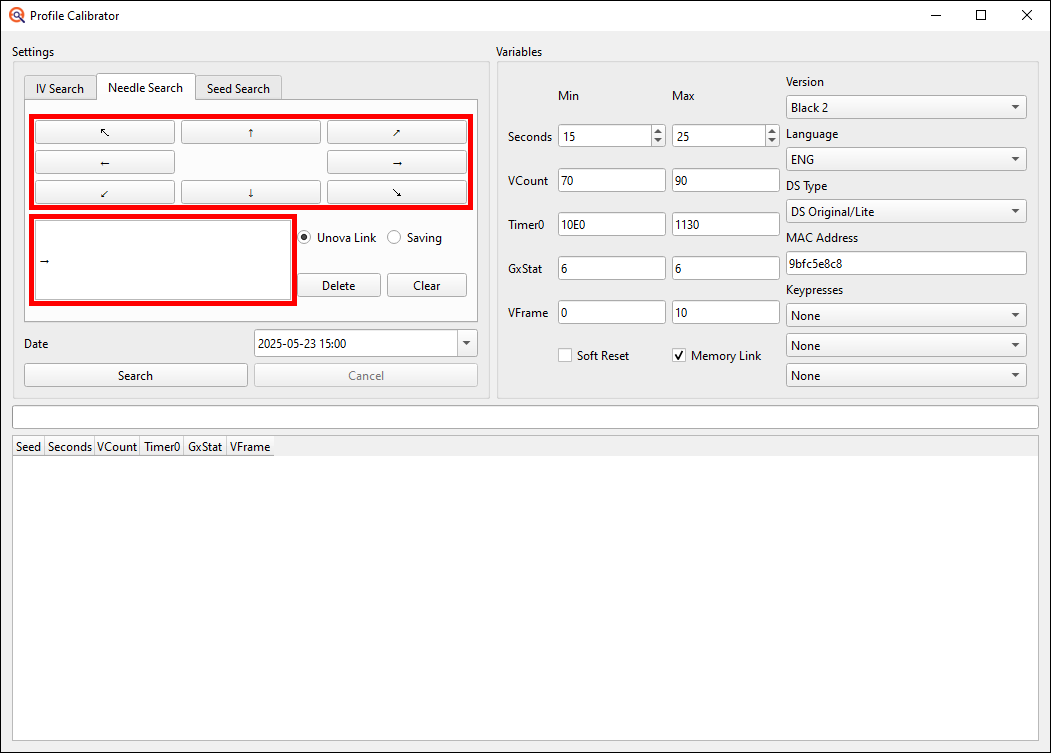 Profile Calibrator
Settings
IV Search
Needle Search
Seed Search
↖ ↑ ↗
← →
↙ ↓ ↘
→
Unova Link
Saving
Delete
Clear
Date
2025-05-23 15:00
Search
Cancel
Variables
Min Max
Seconds 15 25
VCount 70 90
Timer0 10E0 1130
GxStat 6 6
VFrame 0 10
Soft Reset
Memory Link
Version
Black 2
Language
ENG
DS Type
DS Original/Lite
MAC Address
9bfc5e8c8
Keypresses
None
None
None
Seed Seconds VCount Timer0 GxStat VFrame